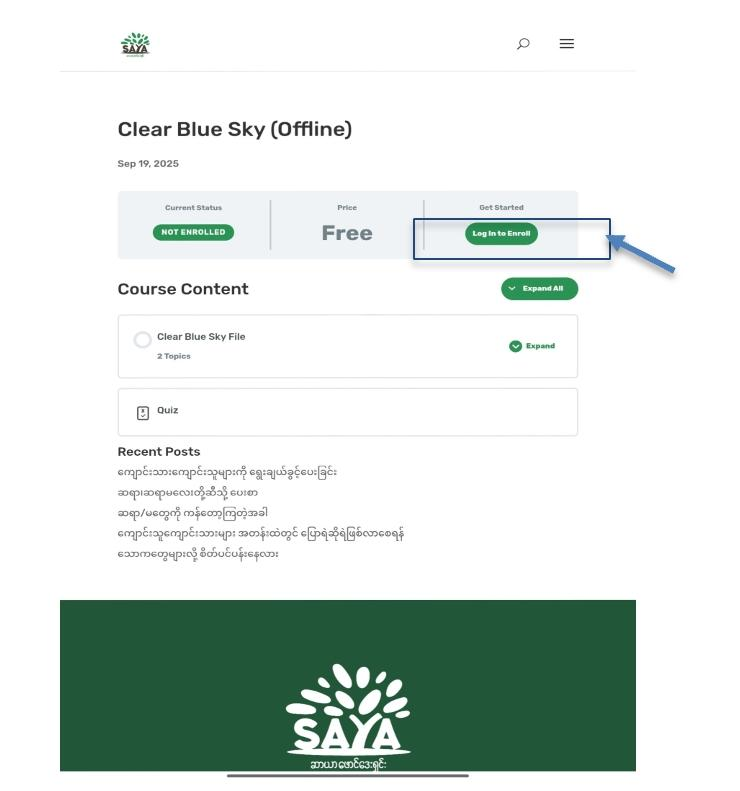 SAYA
Clear Blue Sky (Offline)
Sep 19, 2025
Current Status
NOT ENROLLED
Price
Free
Get Started
Log In to Enroll
Course Content
Expand All
Clear Blue Sky File
2 Topics
Expand
Quiz
Recent Posts
ကျောင်းသားကျောင်းသူများကို ရွေးချယ်ခွင့်ပေးခြင်း
ဆရာ၊ဆရာမလေးတို့ဆီသို့ ပေးစာ
ဆရာ/မတွေကို ကန်တော့ကြတဲ့အခါ
ကျောင်းသူကျောင်းသားများ အတန်းထဲတွင် ပြောရဲဆိုရဲဖြစ်လာစေရန်
သောကတွေများလို့ စိတ်ပင်ပန်းနေလား
SAYA
ဆာယာဖောင်ဒေးရှင်း